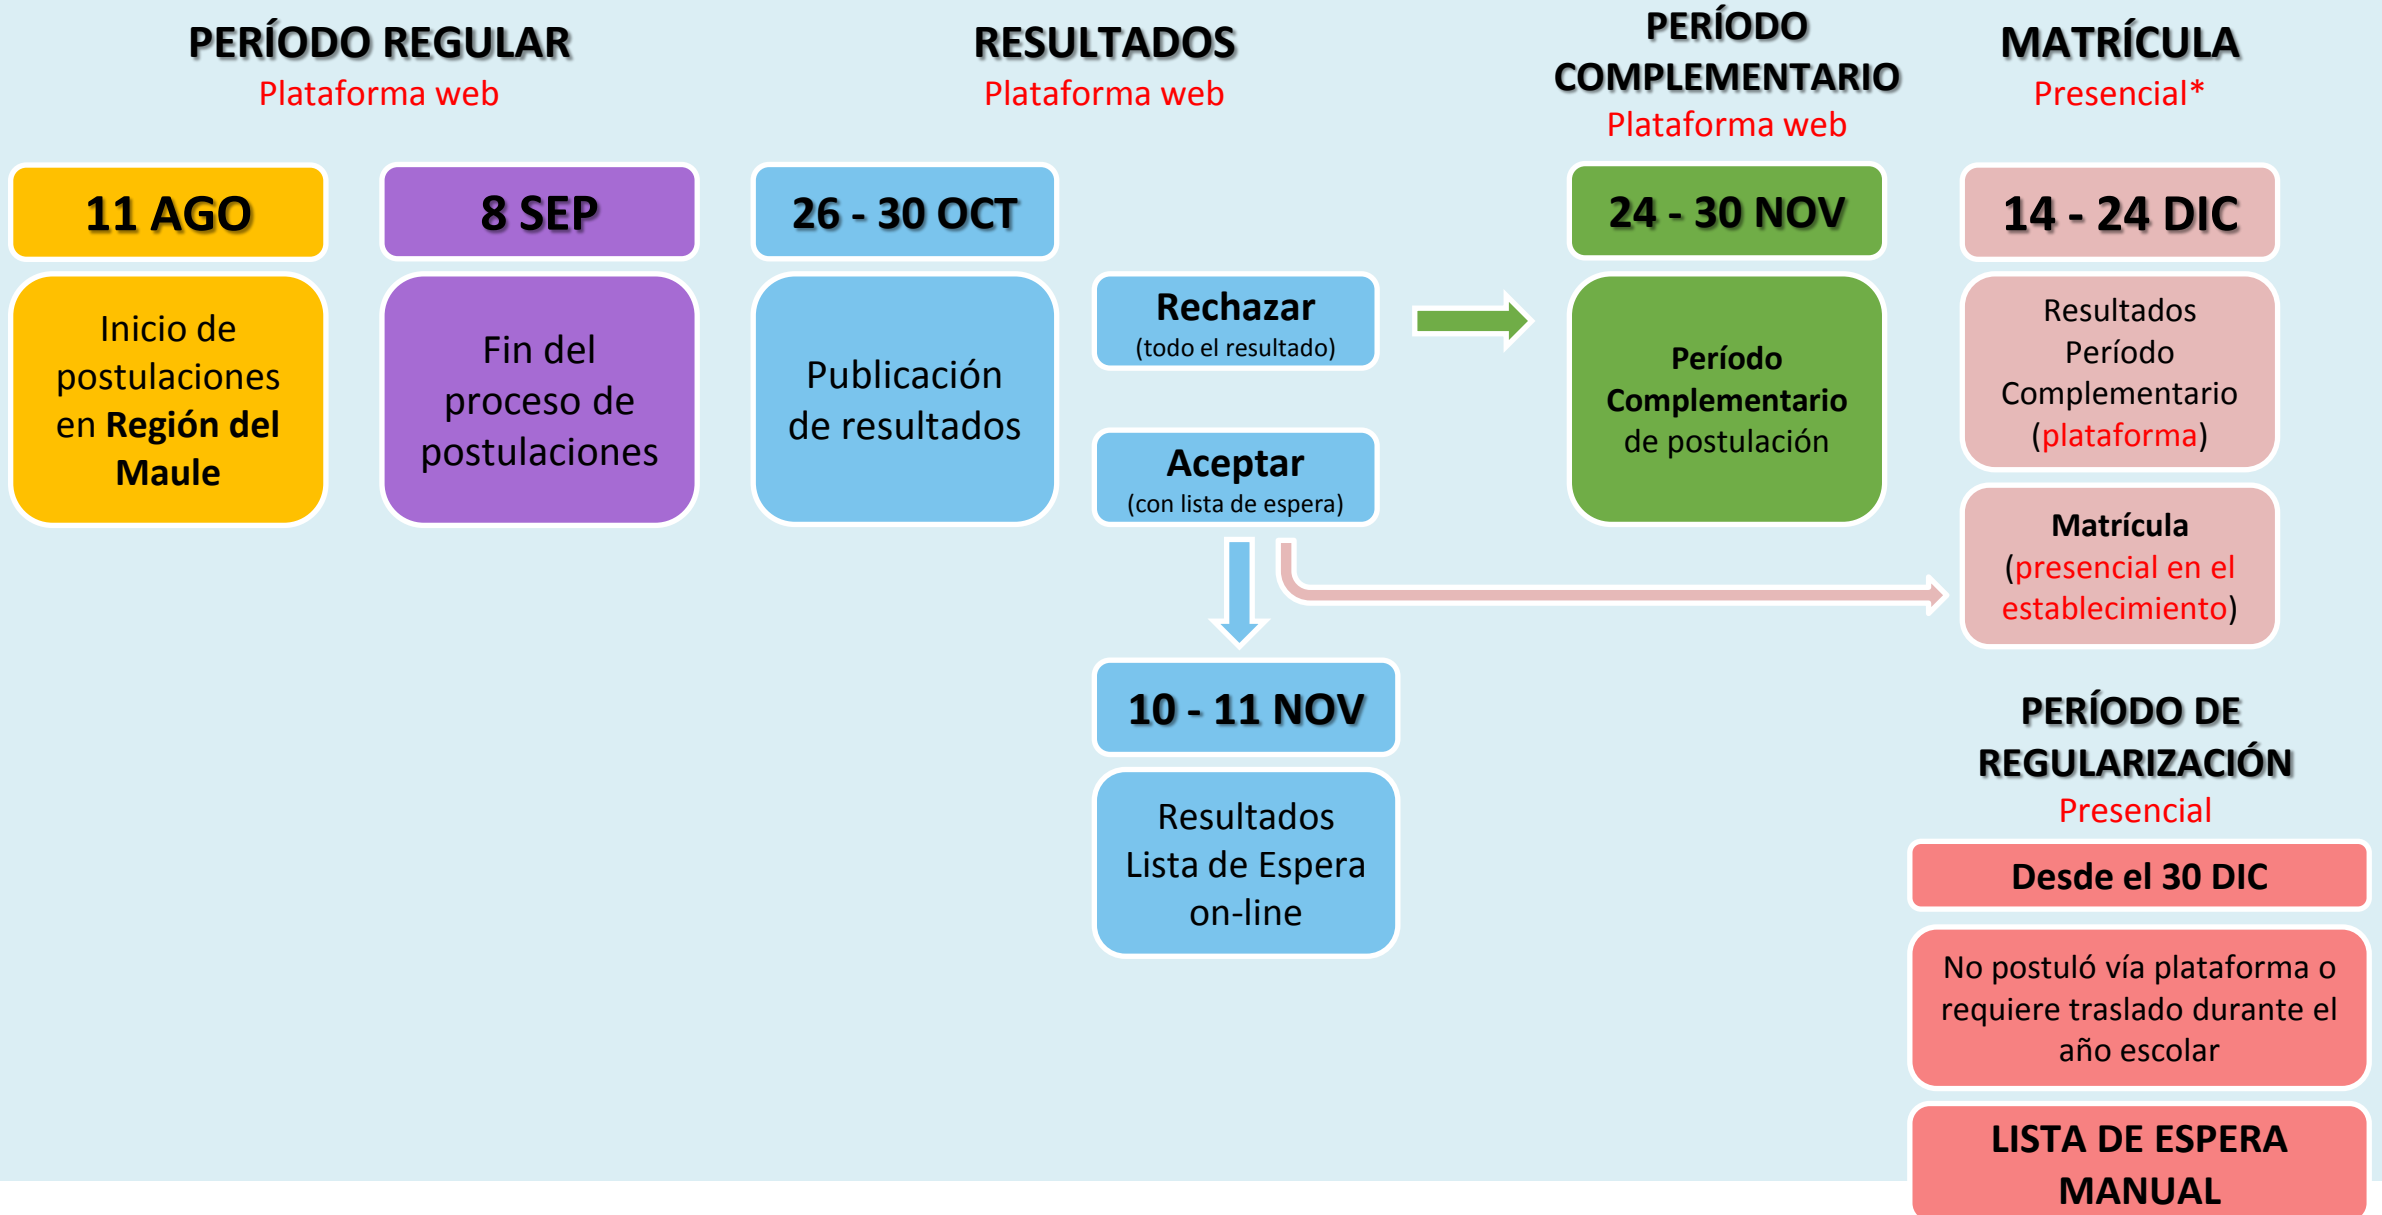 PERÍODO REGULAR
Plataforma web
11 AGO
Inicio de
postulaciones
en Región del
Maule
8 SEP
Fin del
proceso de
postulaciones
RESULTADOS
Plataforma web
26 - 30 OCT
Publicación
de resultados
Rechazar
(todo el resultado)
Aceptar
(con lista de espera)
10 - 11 NOV
Resultados
Lista de Espera
on-line
PERÍODO
COMPLEMENTARIO
Plataforma web
24 - 30 NOV
Período
Complementario
de postulación
MATRÍCULA
Presencial*
14 - 24 DIC
Resultados
Período
Complementario
(plataforma)
Matrícula
(presencial en el
establecimiento)
PERÍODO DE
REGULARIZACIÓN
Presencial
Desde el 30 DIC
No postuló vía plataforma o
requiere traslado durante el
año escolar
LISTA DE ESPERA
MANUAL